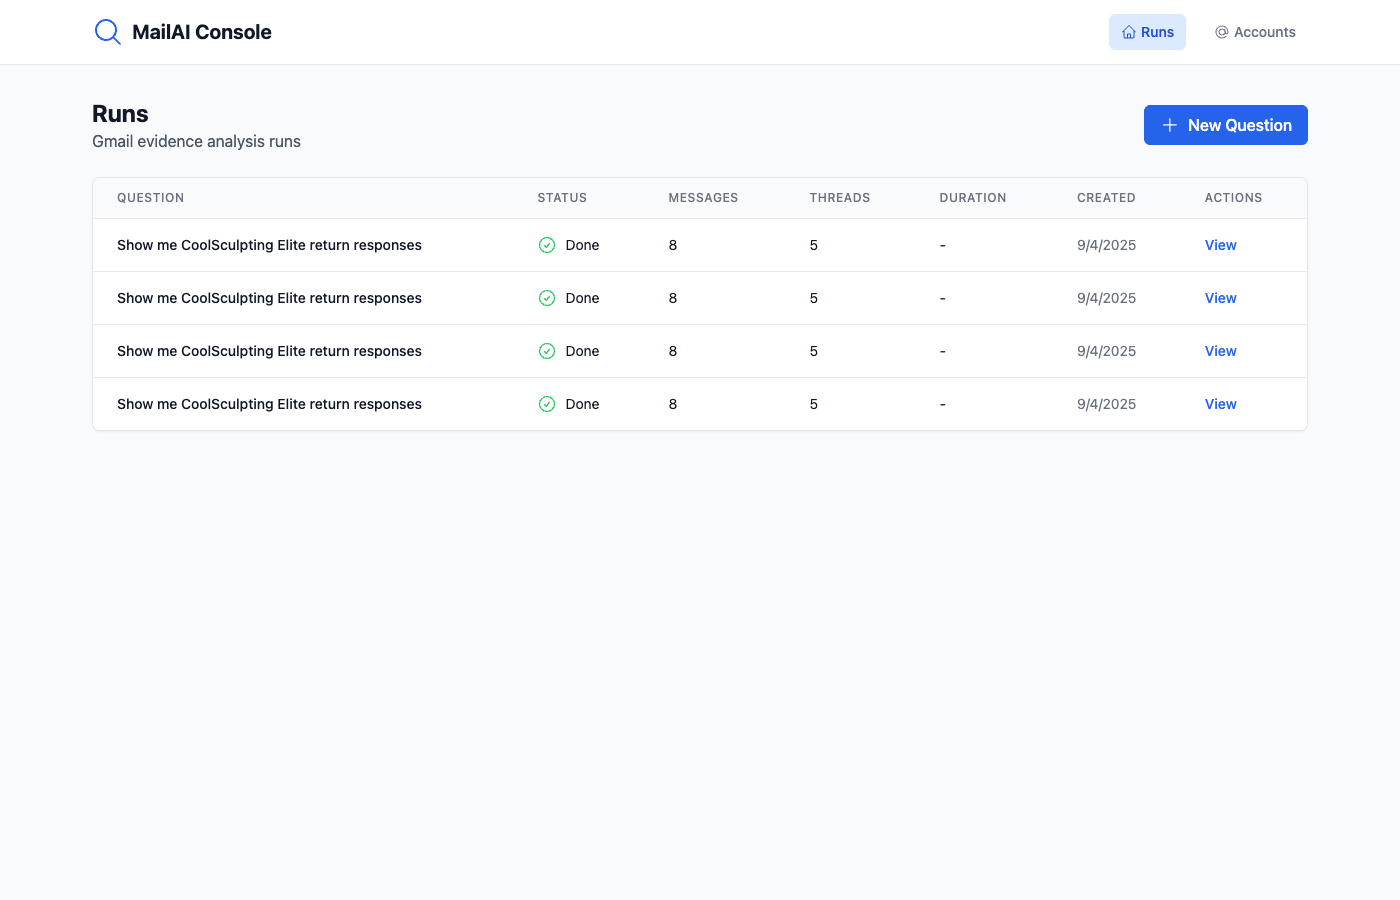 MailAI Console
Runs
Accounts
Runs
Gmail evidence analysis runs
New Question
QUESTION STATUS MESSAGES THREADS DURATION CREATED ACTIONS
Show me CoolSculpting Elite return responses Done 8 5 - 9/4/2025 View
Show me CoolSculpting Elite return responses Done 8 5 - 9/4/2025 View
Show me CoolSculpting Elite return responses Done 8 5 - 9/4/2025 View
Show me CoolSculpting Elite return responses Done 8 5 - 9/4/2025 View